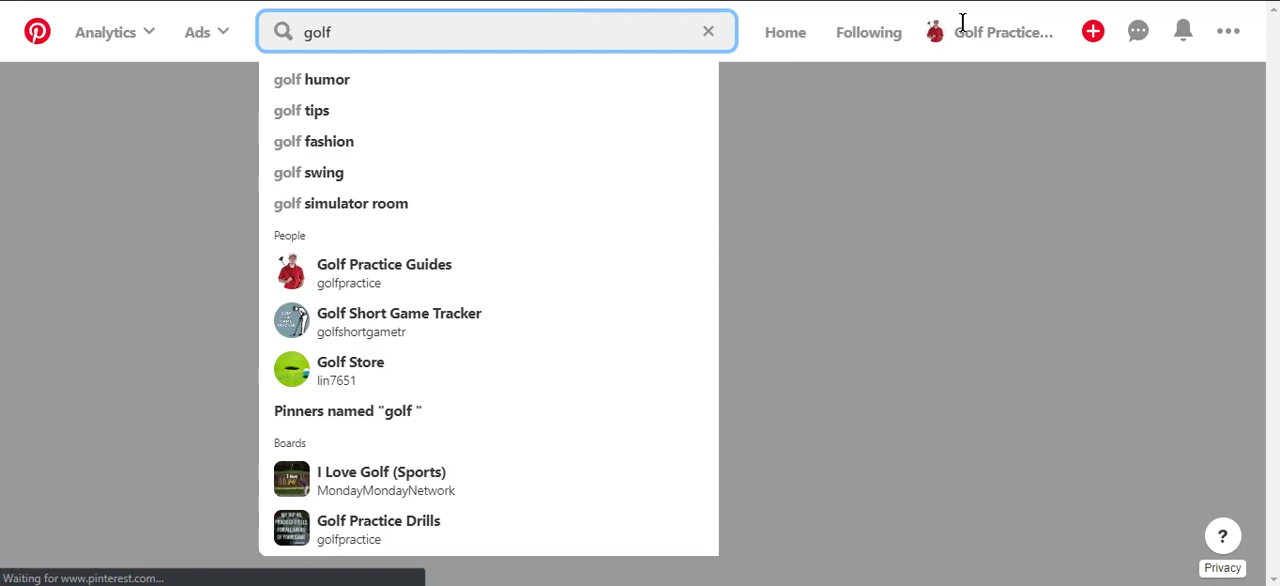 Analytics
Ads
golf
Home
Following
Golf Practice...
golf humor
golf tips
golf fashion
golf swing
golf simulator room
People
Golf Practice Guides
golfpractice
Golf Short Game Tracker
golfshortgametr
Golf Store
lin7651
Pinners named "golf "
Boards
I Love Golf (Sports)
MondayMondayNetwork
Golf Practice Drills
golfpractice
?
Privacy
Waiting for www.pinterest.com...